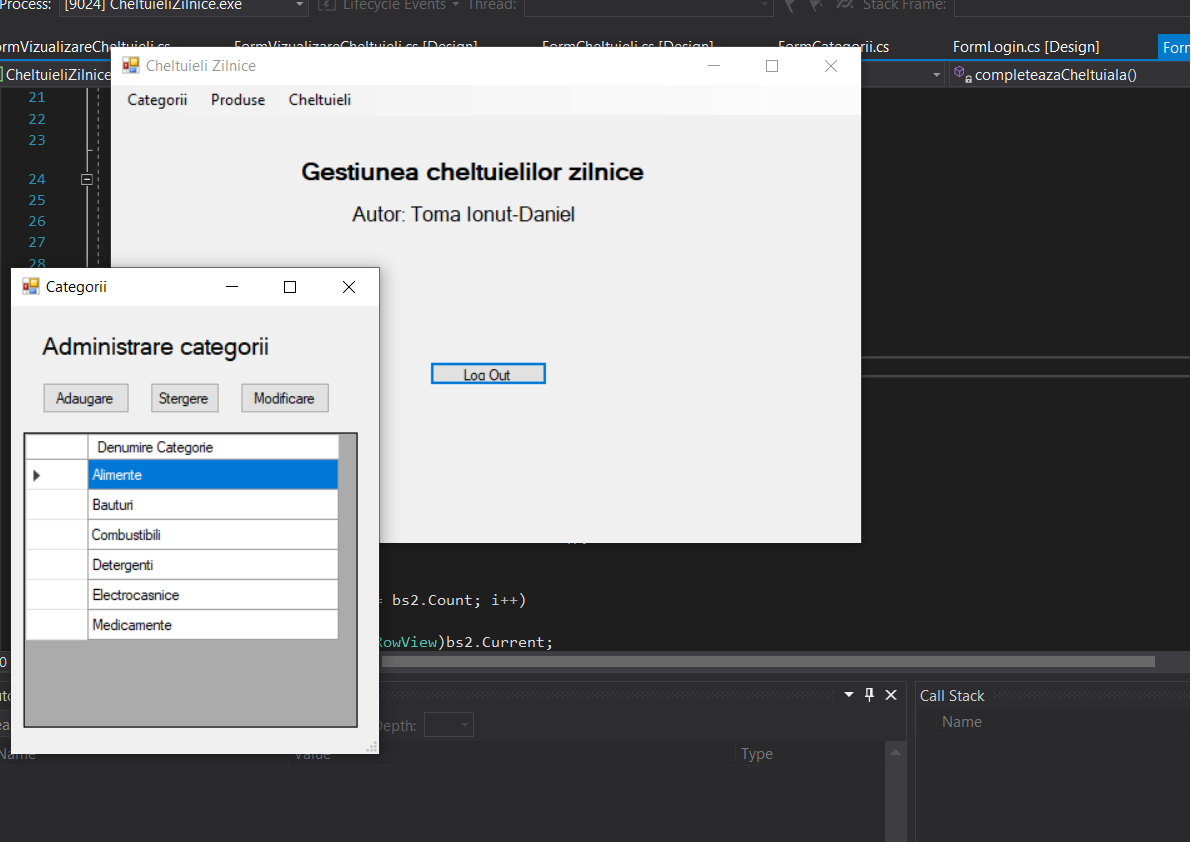 Process: [9024] CheltuieliZilnice.exe Lifecycle Events Thread: Stack Frame:
FormVizualizareCheltuieli.cs [Design] FormCheltuieli.cs [Design] FormCategorii.cs FormLogin.cs [Design]
CheltuieliZilnice completeazaCheltuiala()
Cheltuieli Zilnice
Categorii Produse Cheltuieli
Gestiunea cheltuielilor zilnice
Autor: Toma Ionut-Daniel
Log Out
21
22
23
24
25
26
27
28
Categorii
Administrare categorii
Adaugare Stergere Modificare
Denumire Categorie
Alimente
Bauturi
Combustibili
Detergenti
Electrocasnice
Medicamente
= bs2.Count; i++)
RowView)bs2.Current;
Depth:
Name Value Type
Call Stack
Name